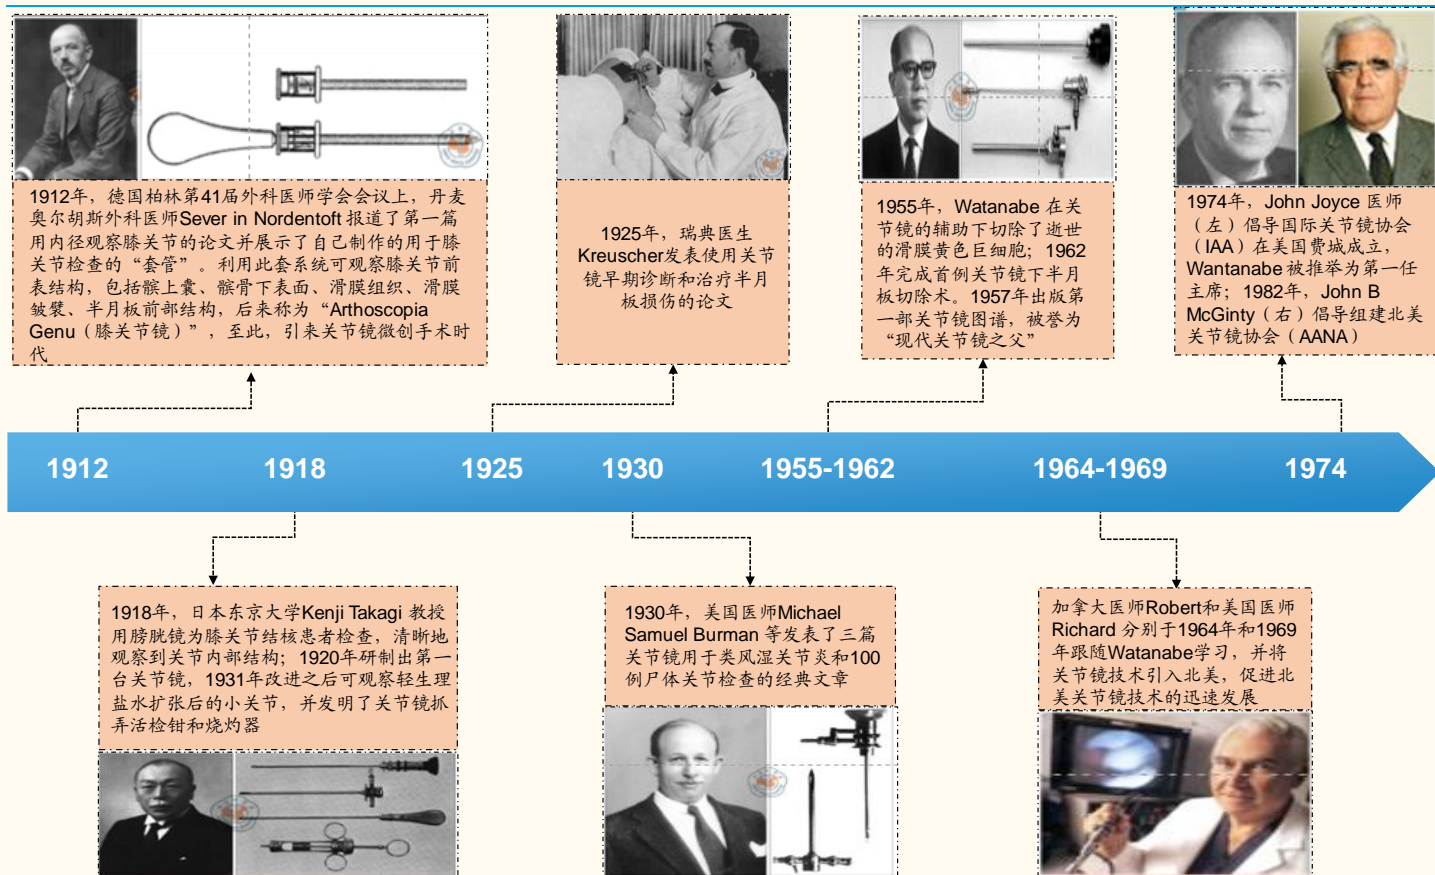 1912年，德国柏林第41届外科医师学会会议上，丹麦
奥尔胡斯外科医师Sever in Nordentoft 报道了第一篇
用内径观察膝关节的论文并展示了自己制作的用于膝
关节检查的“套管”。利用此套系统可观察膝关节前
表结构，包括髌上囊、髌骨下表面、滑膜组织、滑膜
皱襞、半月板前部结构，后来称为“Arthoscopia
Genu（膝关节镜）”，至此，引来关节镜微创手术时
代
1925年，瑞典医生
Kreuscher发表使用关节
镜早期诊断和治疗半月
板损伤的论文
1955年，Watanabe 在关
节镜的辅助下切除了逝世
的滑膜黄色巨细胞；1962
年完成首例关节镜下半月
板切除术。1957年出版第
一部关节镜图谱，被誉为
“现代关节镜之父”
1974年，John Joyce 医师
（左）倡导国际关节镜协会
（IAA）在美国费城成立，
Wantanabe 被推举为第一任
主席；1982年，John B
McGinty（右）倡导组建北美
关节镜协会（AANA）
1912
1918
1925
1930
1955-1962
1964-1969
1974
1918年，日本东京大学Kenji Takagi 教授
用膀胱镜为膝关节结核患者检查，清晰地
观察到关节内部结构；1920年研制出第一
台关节镜，1931年改进之后可观察轻生理
盐水扩张后的小关节，并发明了关节镜抓
弄活检钳和烧灼器
1930年，美国医师Michael
Samuel Burman 等发表了三篇
关节镜用于类风湿关节炎和100
例尸体关节检查的经典文章
加拿大医师Robert和美国医师
Richard 分别于1964年和1969
年跟随Watanabe学习，并将
关节镜技术引入北美，促进北
美关节镜技术的迅速发展